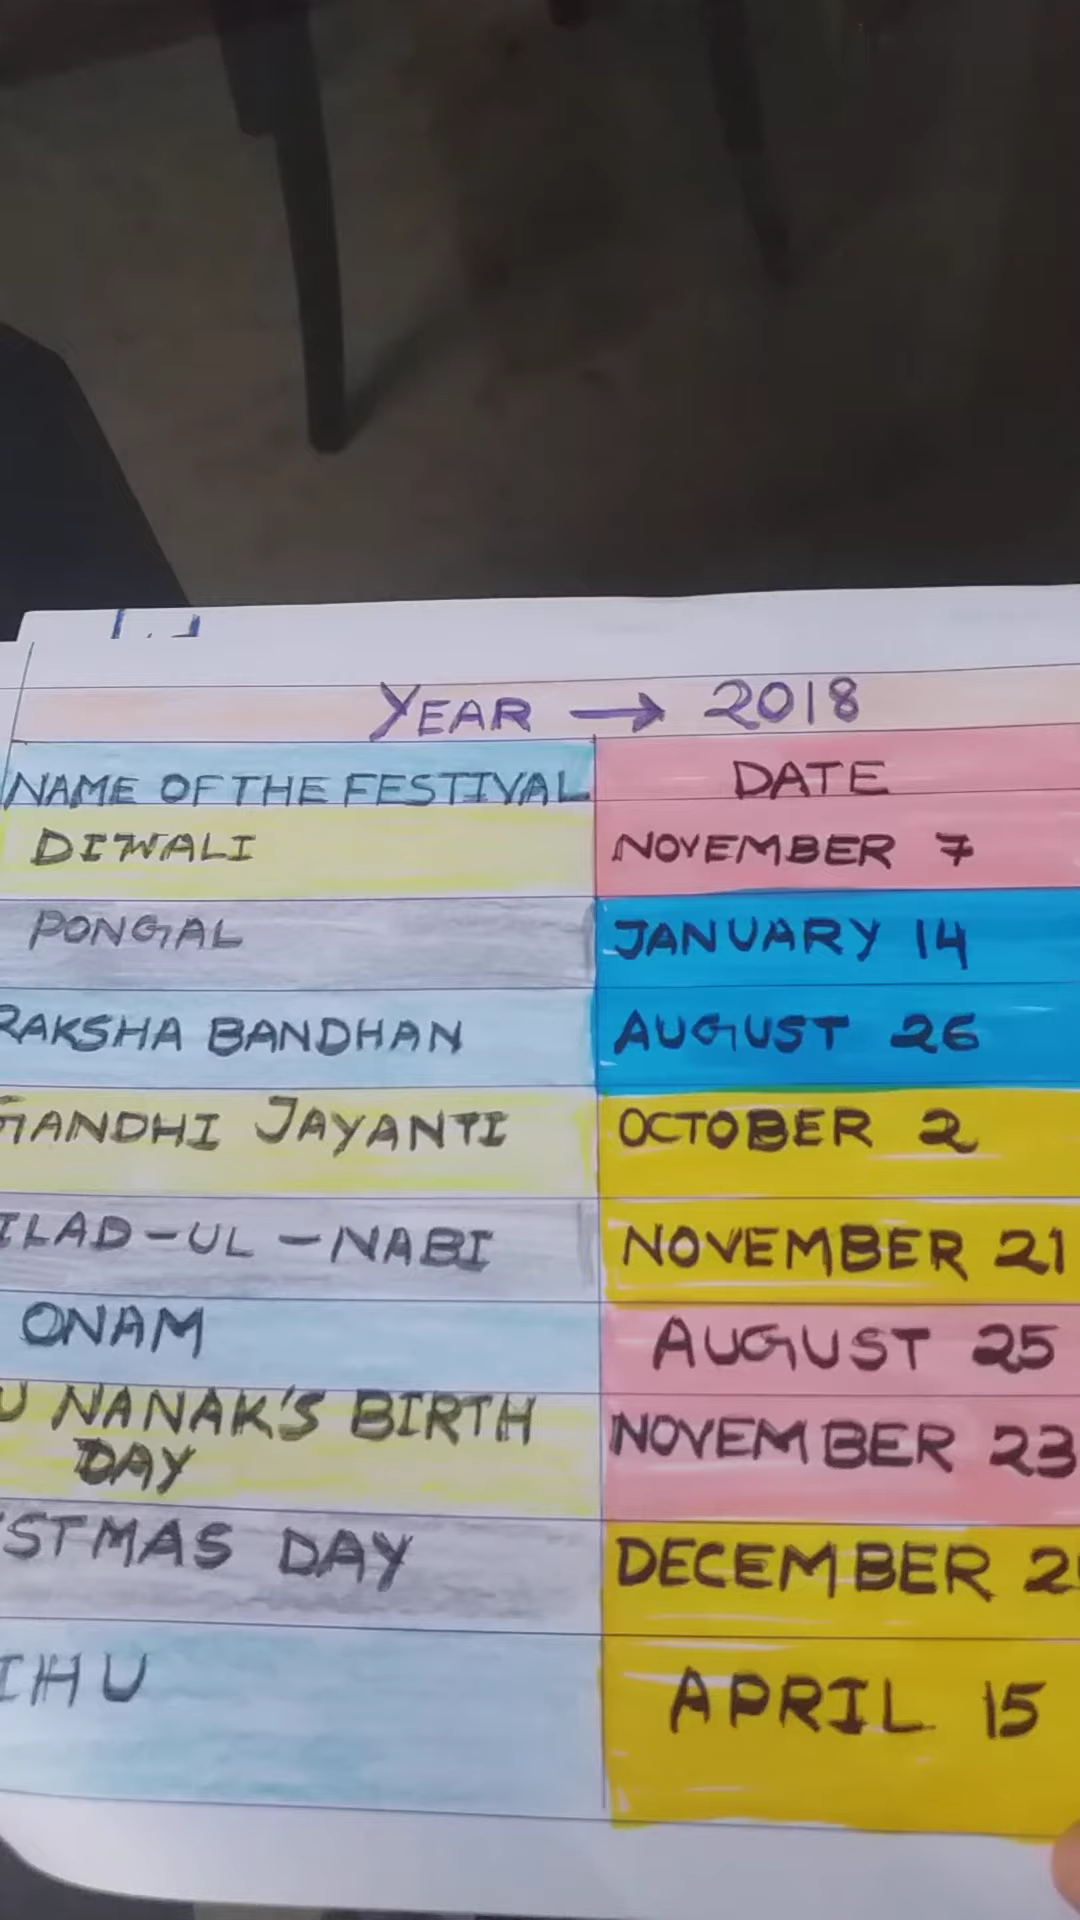 YEAR → 2018
NAME OF THE FESTIVAL DATE
DIWALI NOVEMBER 7
PONGAL JANUARY 14
RAKSHA BANDHAN AUGUST 26
GANDHI JAYANTI OCTOBER 2
ILAD-UL-NABI NOVEMBER 21
ONAM AUGUST 25
U NANAK'S BIRTH NOVEMBER 23
DAY
STMAS DAY DECEMBER 2
IHU APRIL 15